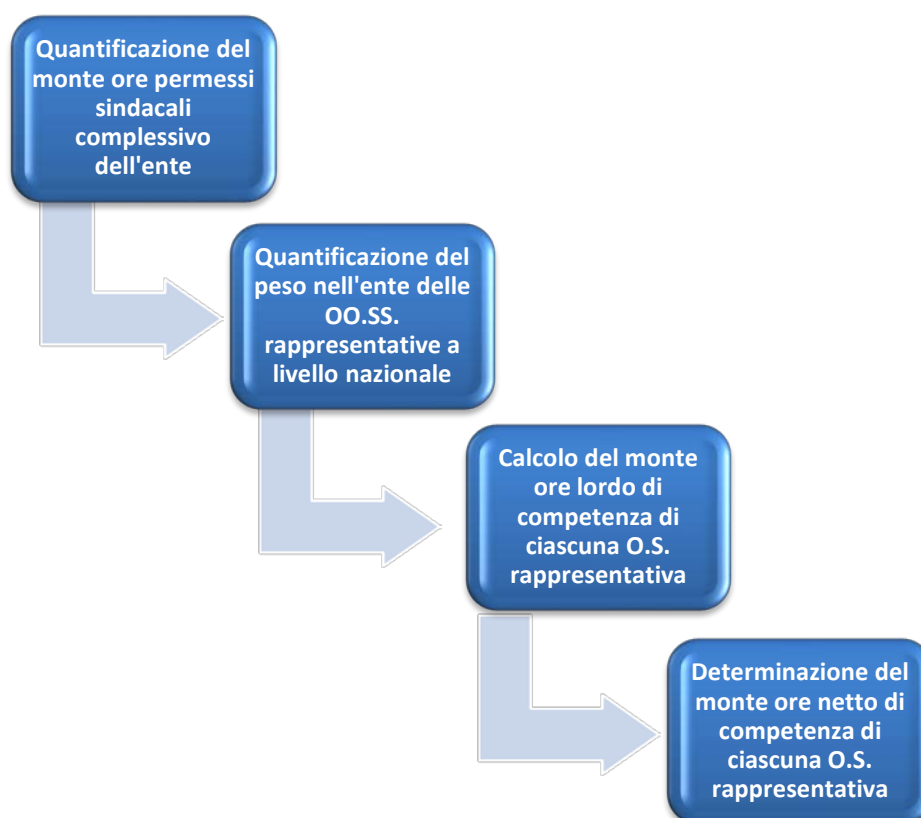 Quantificazione del
monte ore permessi
sindacali
complessivo
dell'ente
Quantificazione del
peso nell'ente delle
OO.SS.
rappresentative a
livello nazionale
Calcolo del monte
ore lordo di
competenza di
ciascuna O.S.
rappresentativa
Determinazione del
monte ore netto di
competenza di
ciascuna O.S.
rappresentativa